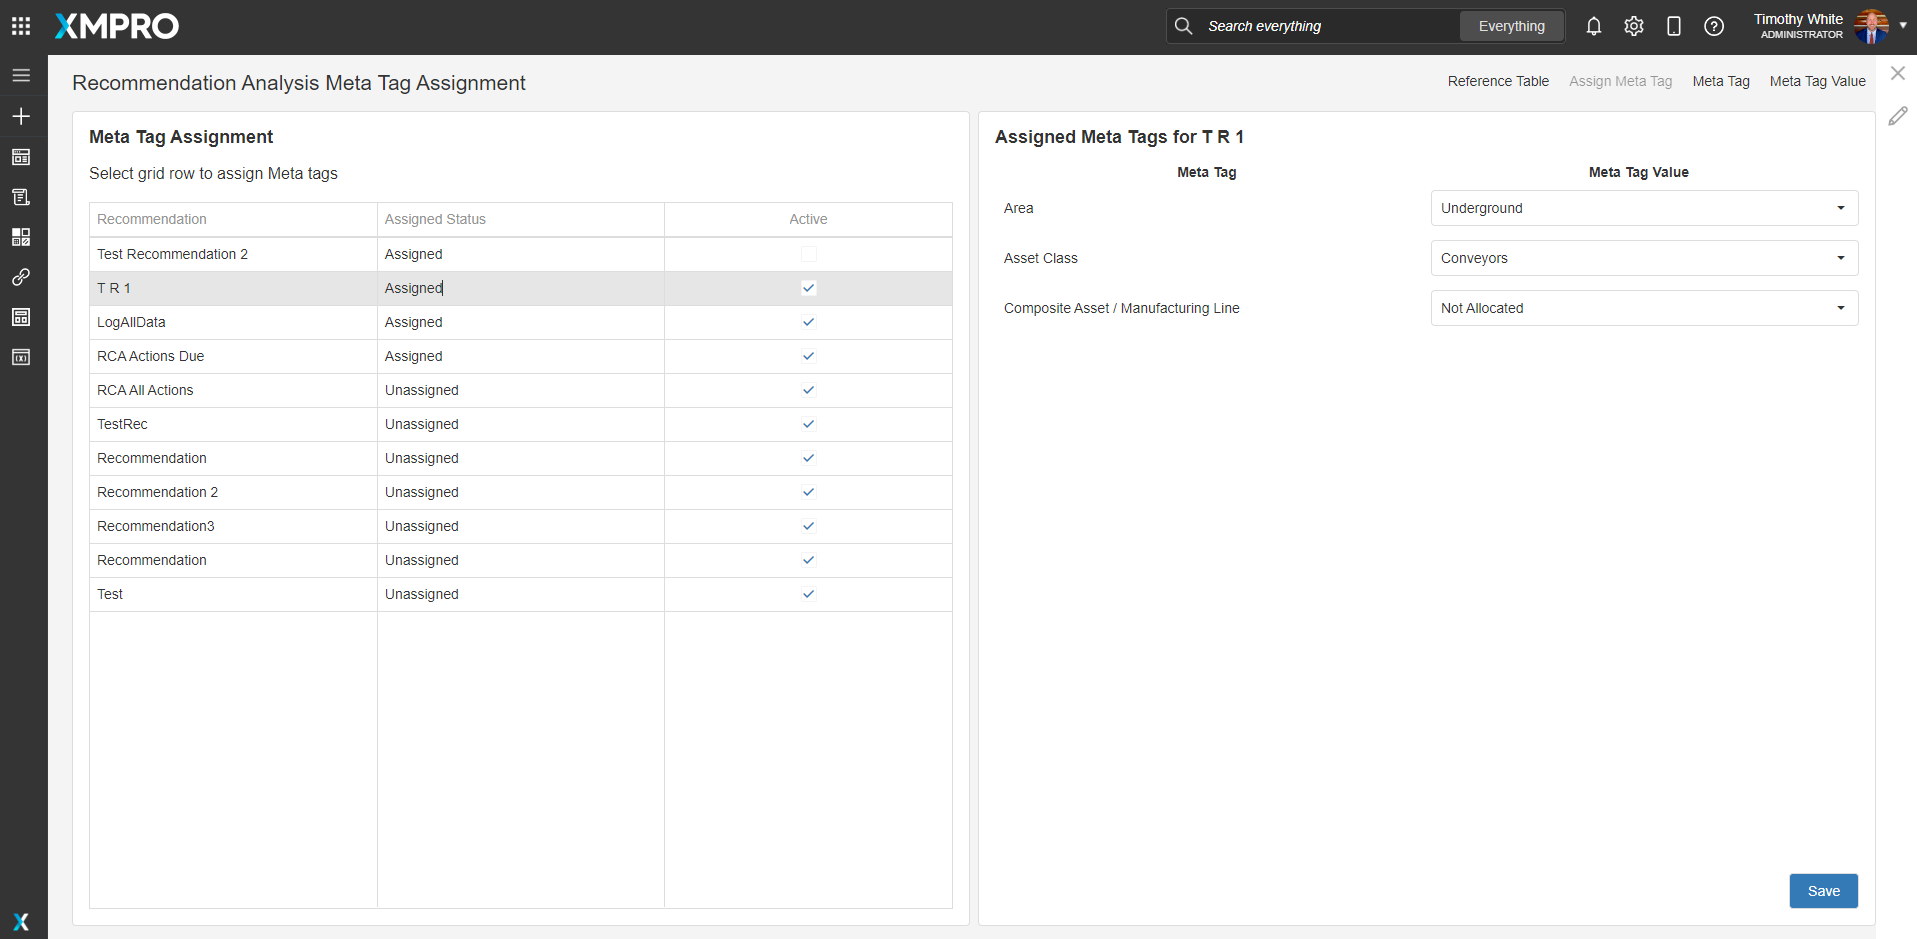 XMPRO
Search everything
Everything
Timothy White
ADMINISTRATOR
Recommendation Analysis Meta Tag Assignment
Reference Table Assign Meta Tag Meta Tag Meta Tag Value
Meta Tag Assignment
Select grid row to assign Meta tags
Recommendation Assigned Status Active
Test Recommendation 2 Assigned
T R 1 Assigned
LogAllData Assigned
RCA Actions Due Assigned
RCA All Actions Unassigned
TestRec Unassigned
Recommendation Unassigned
Recommendation 2 Unassigned
Recommendation3 Unassigned
Recommendation Unassigned
Test Unassigned
Assigned Meta Tags for T R 1
Meta Tag Meta Tag Value
Area Underground
Asset Class Conveyors
Composite Asset / Manufacturing Line Not Allocated
Save